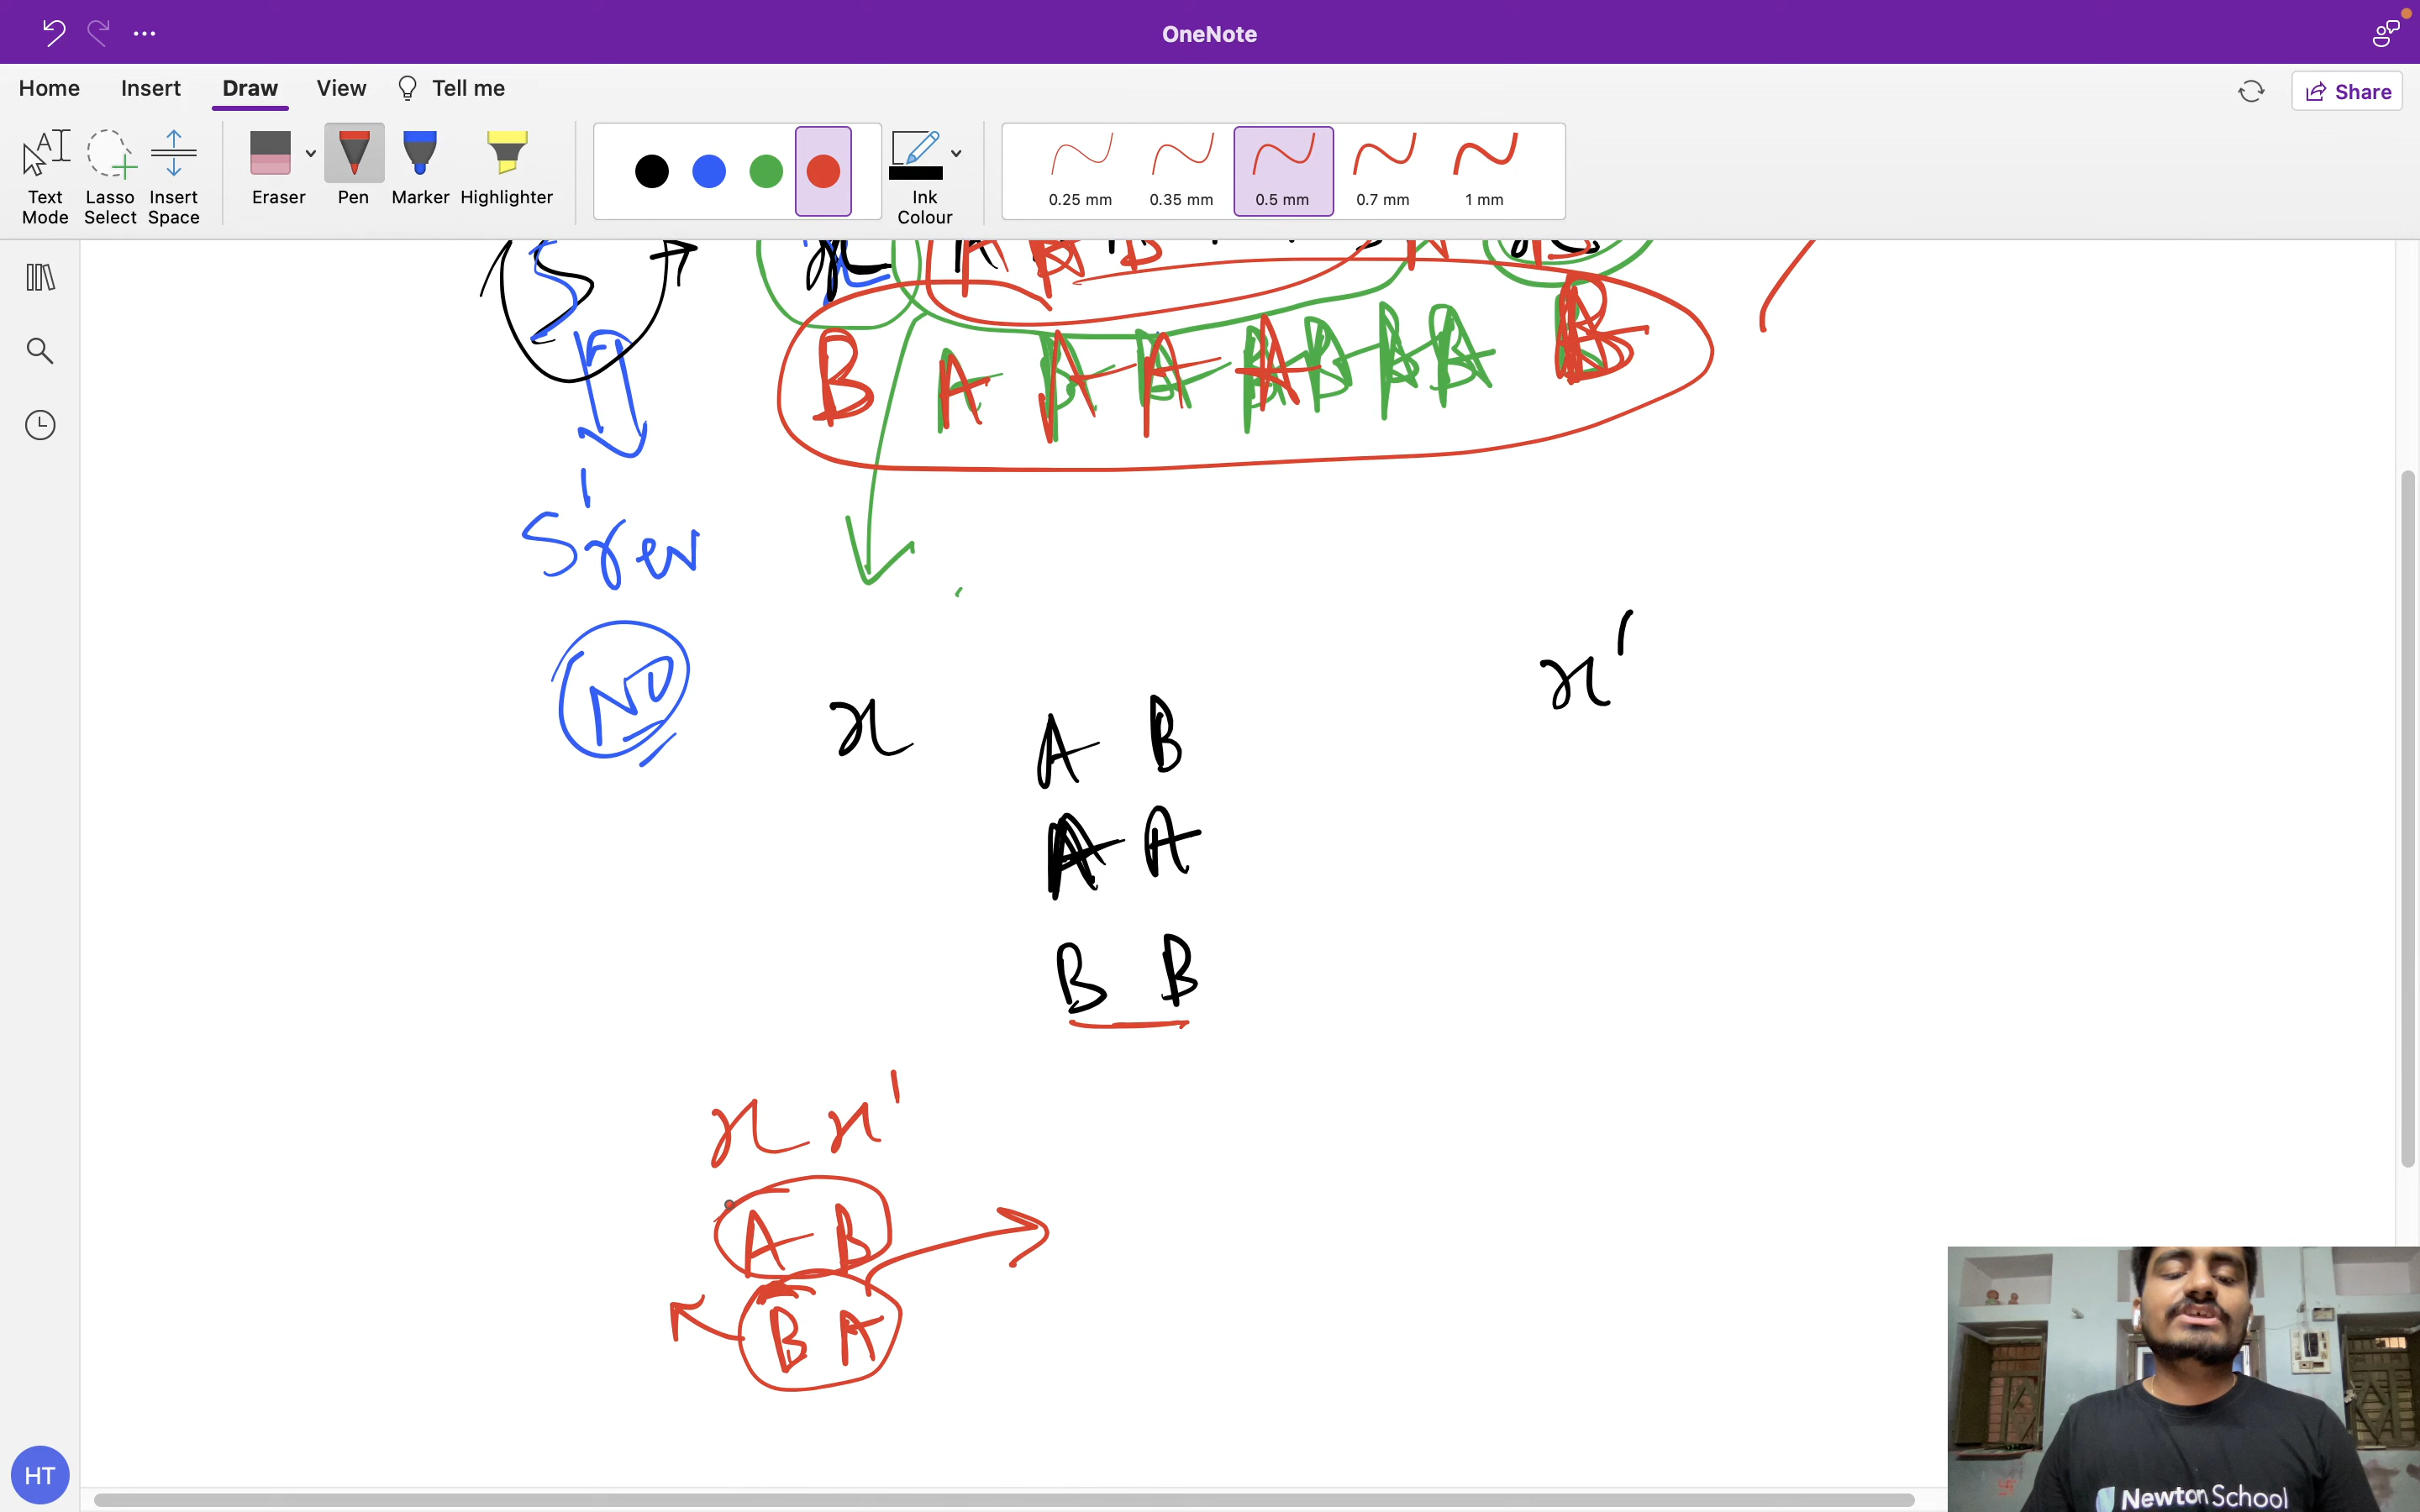 OneNote
Home Insert Draw View Tell me
Share
Text Mode
Lasso Select
Insert Space
Eraser
Pen
Marker
Highlighter
Ink Colour
0.25 mm
0.35 mm
0.5 mm
0.7 mm
1 mm
S
B A A A A B B B B
S'rev
NO
x A B x'
A A
B B
x x'
A B
B A
HT
Newton School